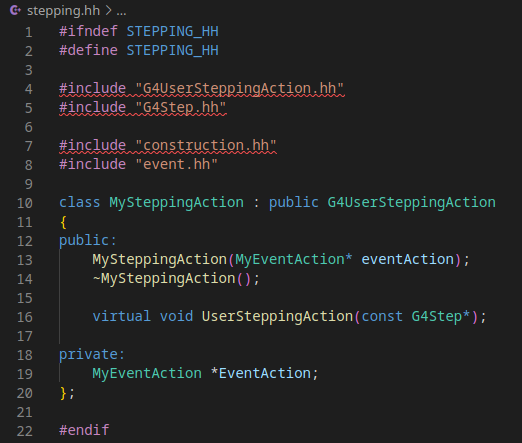 stepping.hh > ...
1 #ifndef STEPPING_HH
2 #define STEPPING_HH
3
4 #include "G4UserSteppingAction.hh"
5 #include "G4Step.hh"
6
7 #include "construction.hh"
8 #include "event.hh"
9
10 class MySteppingAction : public G4UserSteppingAction
11 {
12 public:
13     MySteppingAction(MyEventAction* eventAction);
14     ~MySteppingAction();
15
16     virtual void UserSteppingAction(const G4Step*);
17
18 private:
19     MyEventAction *EventAction;
20 };
21
22 #endif